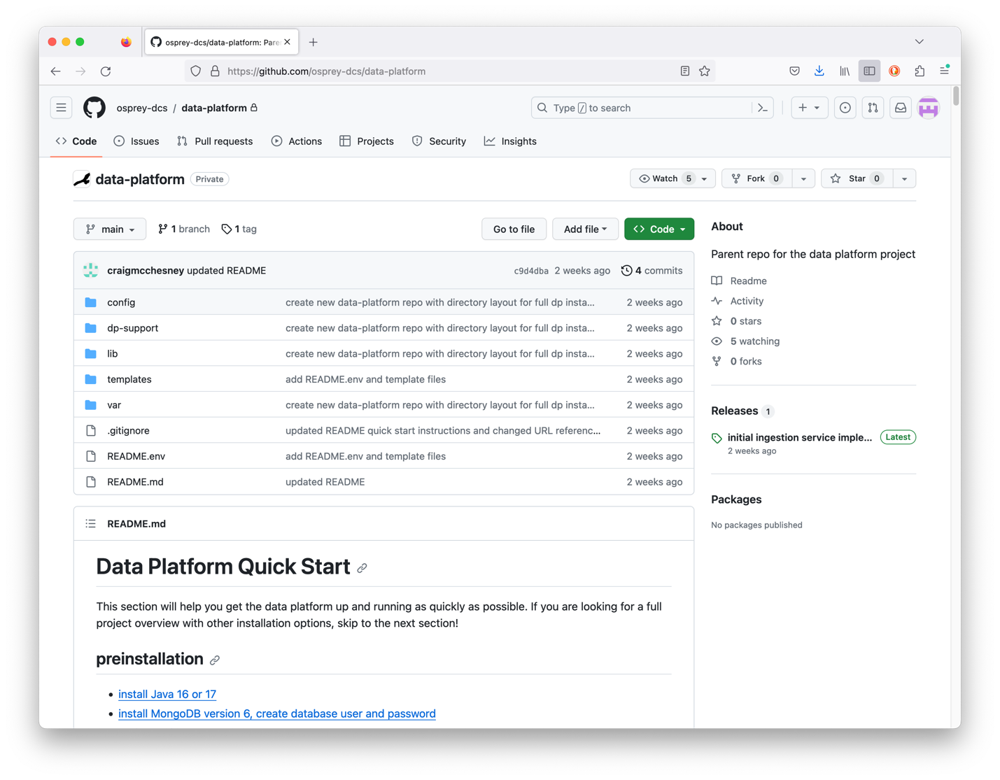 osprey-dcs/data-platform: Pare
https://github.com/osprey-dcs/data-platform
osprey-dcs / data-platform
Type / to search
Code Issues Pull requests Actions Projects Security Insights
data-platform Private
Watch 5 Fork 0 Star 0
main 1 branch 1 tag Go to file Add file Code
craigmcchesney updated README c9d4dba 2 weeks ago 4 commits
config create new data-platform repo with directory layout for full dp insta... 2 weeks ago
dp-support create new data-platform repo with directory layout for full dp insta... 2 weeks ago
lib create new data-platform repo with directory layout for full dp insta... 2 weeks ago
templates add README.env and template files 2 weeks ago
var create new data-platform repo with directory layout for full dp insta... 2 weeks ago
.gitignore updated README quick start instructions and changed URL referenc... 2 weeks ago
README.env add README.env and template files 2 weeks ago
README.md updated README 2 weeks ago
README.md
Data Platform Quick Start
This section will help you get the data platform up and running as quickly as possible. If you are looking for a full
project overview with other installation options, skip to the next section!
preinstallation
• install Java 16 or 17
• install MongoDB version 6, create database user and password
About
Parent repo for the data platform project
Readme
Activity
0 stars
5 watching
0 forks
Releases 1
initial ingestion service imple... Latest
2 weeks ago
Packages
No packages published